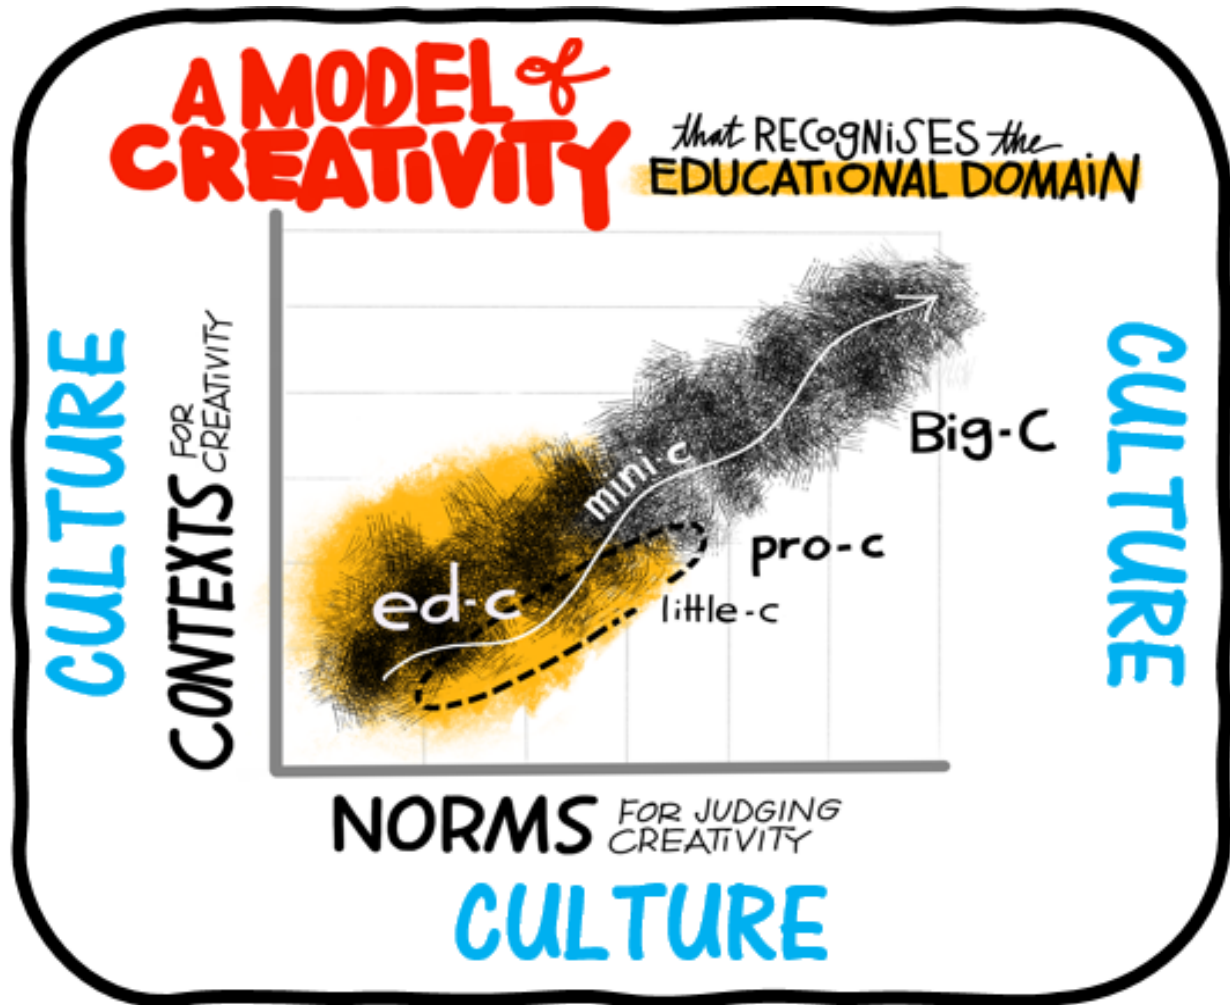 A MODEL of
CREATIVITY
that RECOGNISES the
EDUCATIONAL DOMAIN
CULTURE
CONTEXTS FOR
CREATIVITY
mini-c
ed-c
Big-C
pro-c
little-c
CULTURE
NORMS FOR JUDGING
CREATIVITY
CULTURE